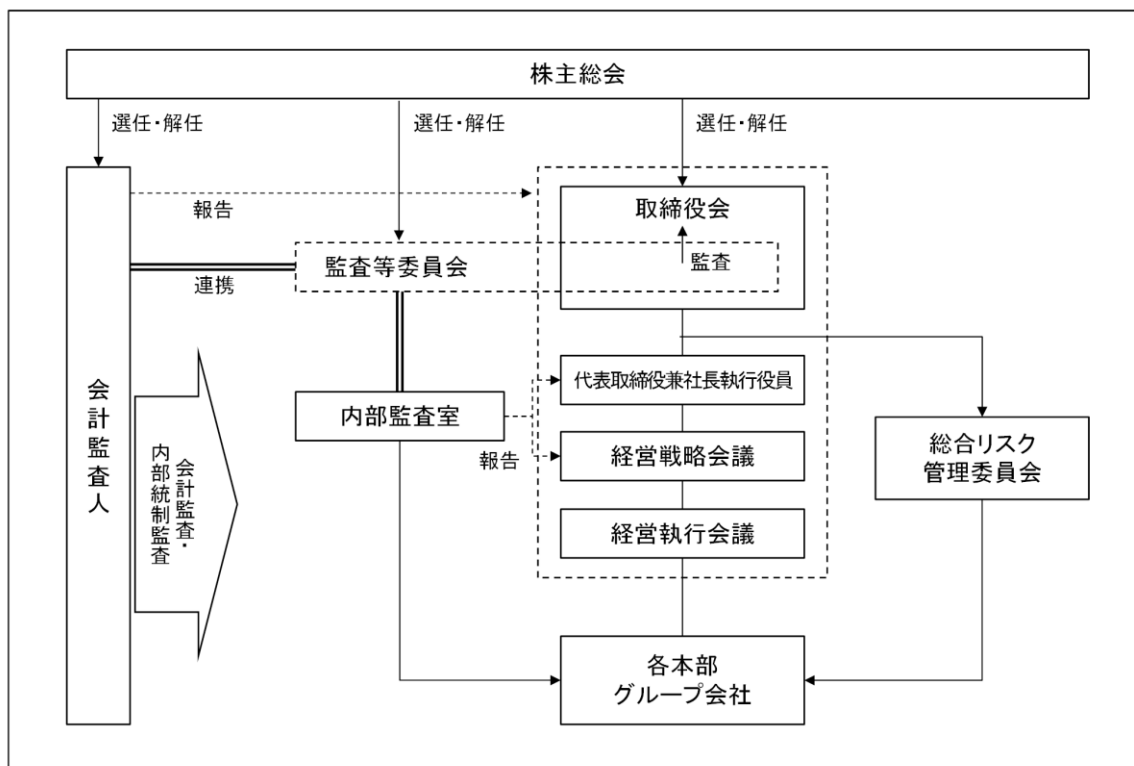 株主総会
選任・解任
選任・解任
選任・解任
報告
取締役会
監査等委員会
監査
連携
会計監査人
会計監査・
内部統制監査
代表取締役兼社長執行役員
内部監査室
報告
経営戦略会議
総合リスク
管理委員会
経営執行会議
各本部
グループ会社